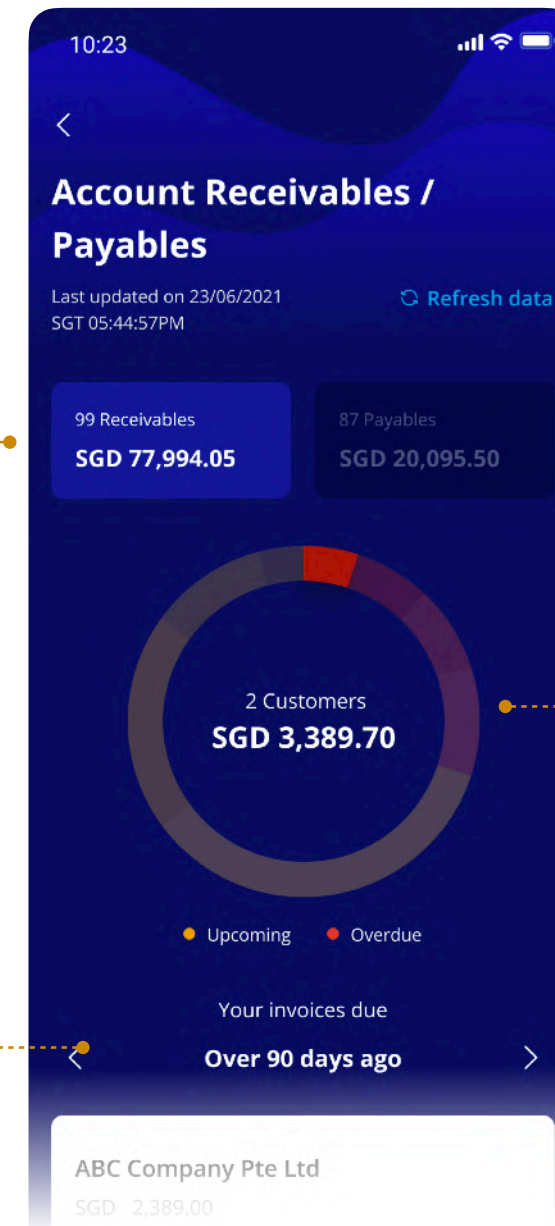 10:23
Account Receivables /
Payables
Last updated on 23/06/2021
SGT 05:44:57PM
Refresh data
99 Receivables
SGD 77,994.05
87 Payables
SGD 20,095.50
2 Customers
SGD 3,389.70
Upcoming
Overdue
Your invoices due
Over 90 days ago
ABC Company Pte Ltd
SGD 2,389.00